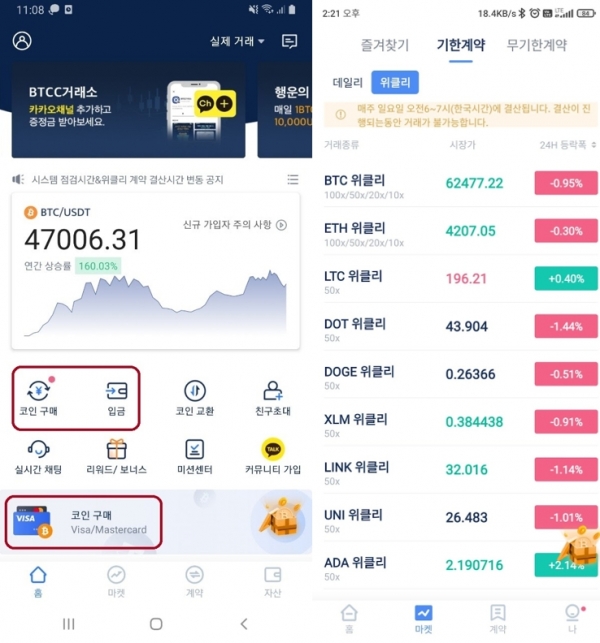 11:08
실제 거래
BTCC거래소
카카오채널 추가하고
증정금 받아보세요.
Ch +
행운의
매일 1BT
10,000U
시스템 점검시간&위클리 계약 결산시간 변동 공지
BTC/USDT
신규 가입자 주의 사항
47006.31
연간 상승률 160.03%
코인 구매
입금
코인 교환
친구초대
TALK
실시간 채팅
리워드/ 보너스
미션센터
커뮤니티 가입
VISA
코인 구매
Visa/Mastercard
홈
마켓
계약
자산
2:21 오후
18.4KB/s
84
즐겨찾기
기한계약
무기한계약
데일리
위클리
매주 일요일 오전6~7시(한국시간)에 결산됩니다. 결산이 진
행되는동안 거래가 불가능합니다.
거래종류
시장가
24H 등락폭
BTC 위클리
100x/50x/20x/10x
62477.22
-0.95%
ETH 위클리
100x/50x/20x/10x
4207.05
-0.30%
LTC 위클리
50x
196.21
+0.40%
DOT 위클리
50x
43.904
-1.44%
DOGE 위클리
50x
0.26366
-0.51%
XLM 위클리
50x
0.384438
-0.91%
LINK 위클리
50x
32.016
-1.14%
UNI 위클리
50x
26.483
-1.01%
ADA 위클리
50x
2.190716
+2.14%
홈
마켓
계약
나